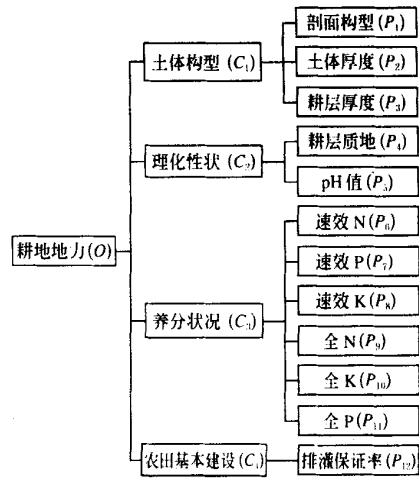 剖面构型(P₁)
土体构型(C₁)
土体厚度(P₂)
耕层厚度(P₃)
耕层质地(P₄)
理化性状(C₂)
pH值(P₅)
速效N(P₆)
耕地地力(O)
速效P(P₇)
速效K(P₈)
养分状况(C₃)
全N(P₉)
全K(P₁₀)
全P(P₁₁)
农田基本建设(C₄)
排灌保证率(P₁₂)